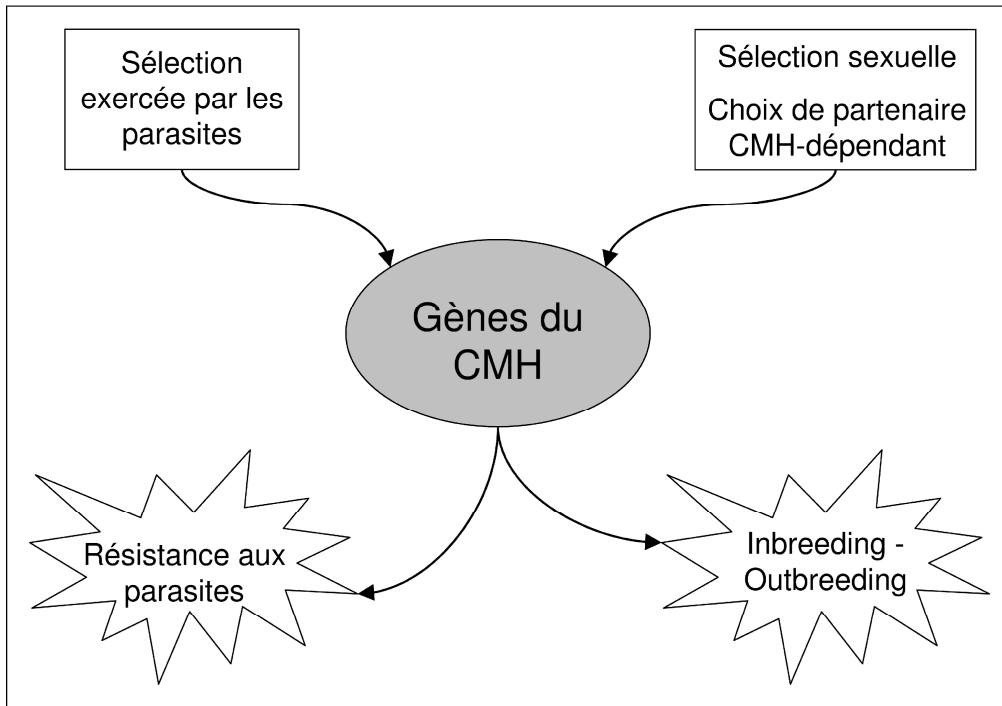 Sélection
exercée par les
parasites
Sélection sexuelle
Choix de partenaire
CMH-dépendant
Gènes du
CMH
Résistance aux
parasites
Inbreeding -
Outbreeding